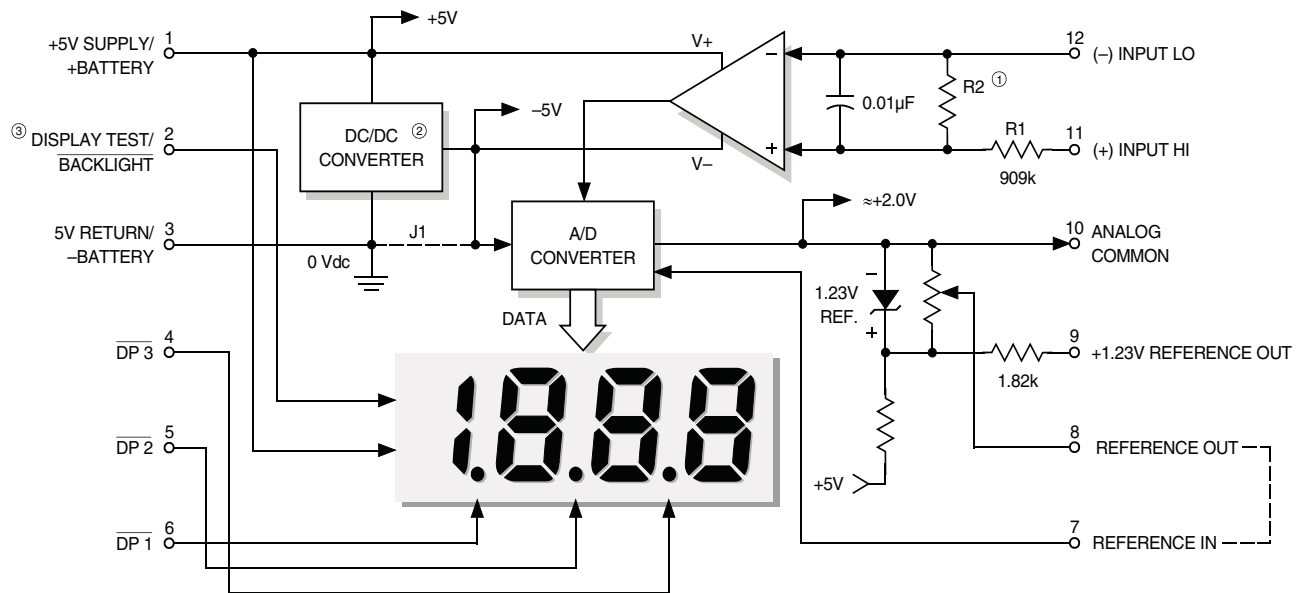 +5V
+5V SUPPLY/
+BATTERY
1
V+
12
(–) INPUT LO
–
R2 ①
0.01µF
–5V
③ DISPLAY TEST/
BACKLIGHT
2
DC/DC ②
CONVERTER
+
V–
R1
909k
11
(+) INPUT HI
≈+2.0V
5V RETURN/
–BATTERY
3
J1
0 Vdc
A/D
CONVERTER
10
ANALOG
COMMON
–
1.23V
REF.
+
DATA
DP 3
4
9
+1.23V REFERENCE OUT
1.82k
1.8.8.8
DP 2
5
8
REFERENCE OUT
+5V
DP 1
6
7
REFERENCE IN